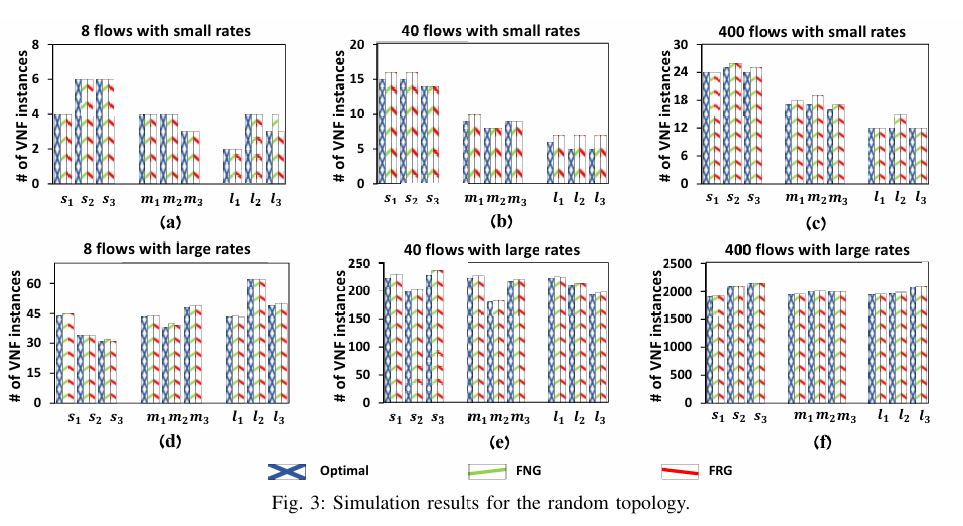 8 flows with small rates
40 flows with small rates
400 flows with small rates
# of VNF instances
8
6
4
2
0
s1 s2 s3 m1 m2 m3 l1 l2 l3
(a)
# of VNF instances
20
15
10
5
0
s1 s2 s3 m1 m2 m3 l1 l2 l3
(b)
# of VNF instances
30
24
18
12
6
0
s1 s2 s3 m1 m2 m3 l1 l2 l3
(c)
8 flows with large rates
40 flows with large rates
400 flows with large rates
# of VNF instances
60
45
30
15
0
s1 s2 s3 m1 m2 m3 l1 l2 l3
(d)
# of VNF instances
250
200
150
100
50
0
s1 s2 s3 m1 m2 m3 l1 l2 l3
(e)
# of VNF instances
2500
2000
1500
1000
500
0
s1 s2 s3 m1 m2 m3 l1 l2 l3
(f)
Optimal FNG FRG
Fig. 3: Simulation results for the random topology.